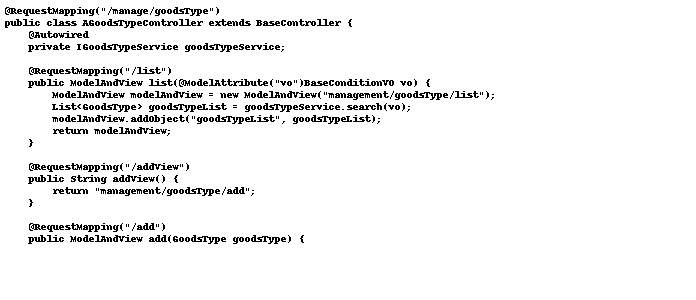 @RequestMapping("/manage/goodsType")
public class AGoodsTypeController extends BaseController {
    @Autowired
    private IGoodsTypeService goodsTypeService;

    @RequestMapping("/list")
    public ModelAndView list(@ModelAttribute("vo")BaseConditionVO vo) {
        ModelAndView modelAndView = new ModelAndView("management/goodsType/list");
        List<GoodsType> goodsTypeList = goodsTypeService.search(vo);
        modelAndView.addObject("goodsTypeList", goodsTypeList);
        return modelAndView;
    }

    @RequestMapping("/addView")
    public String addView() {
        return "management/goodsType/add";
    }

    @RequestMapping("/add")
    public ModelAndView add(GoodsType goodsType) {